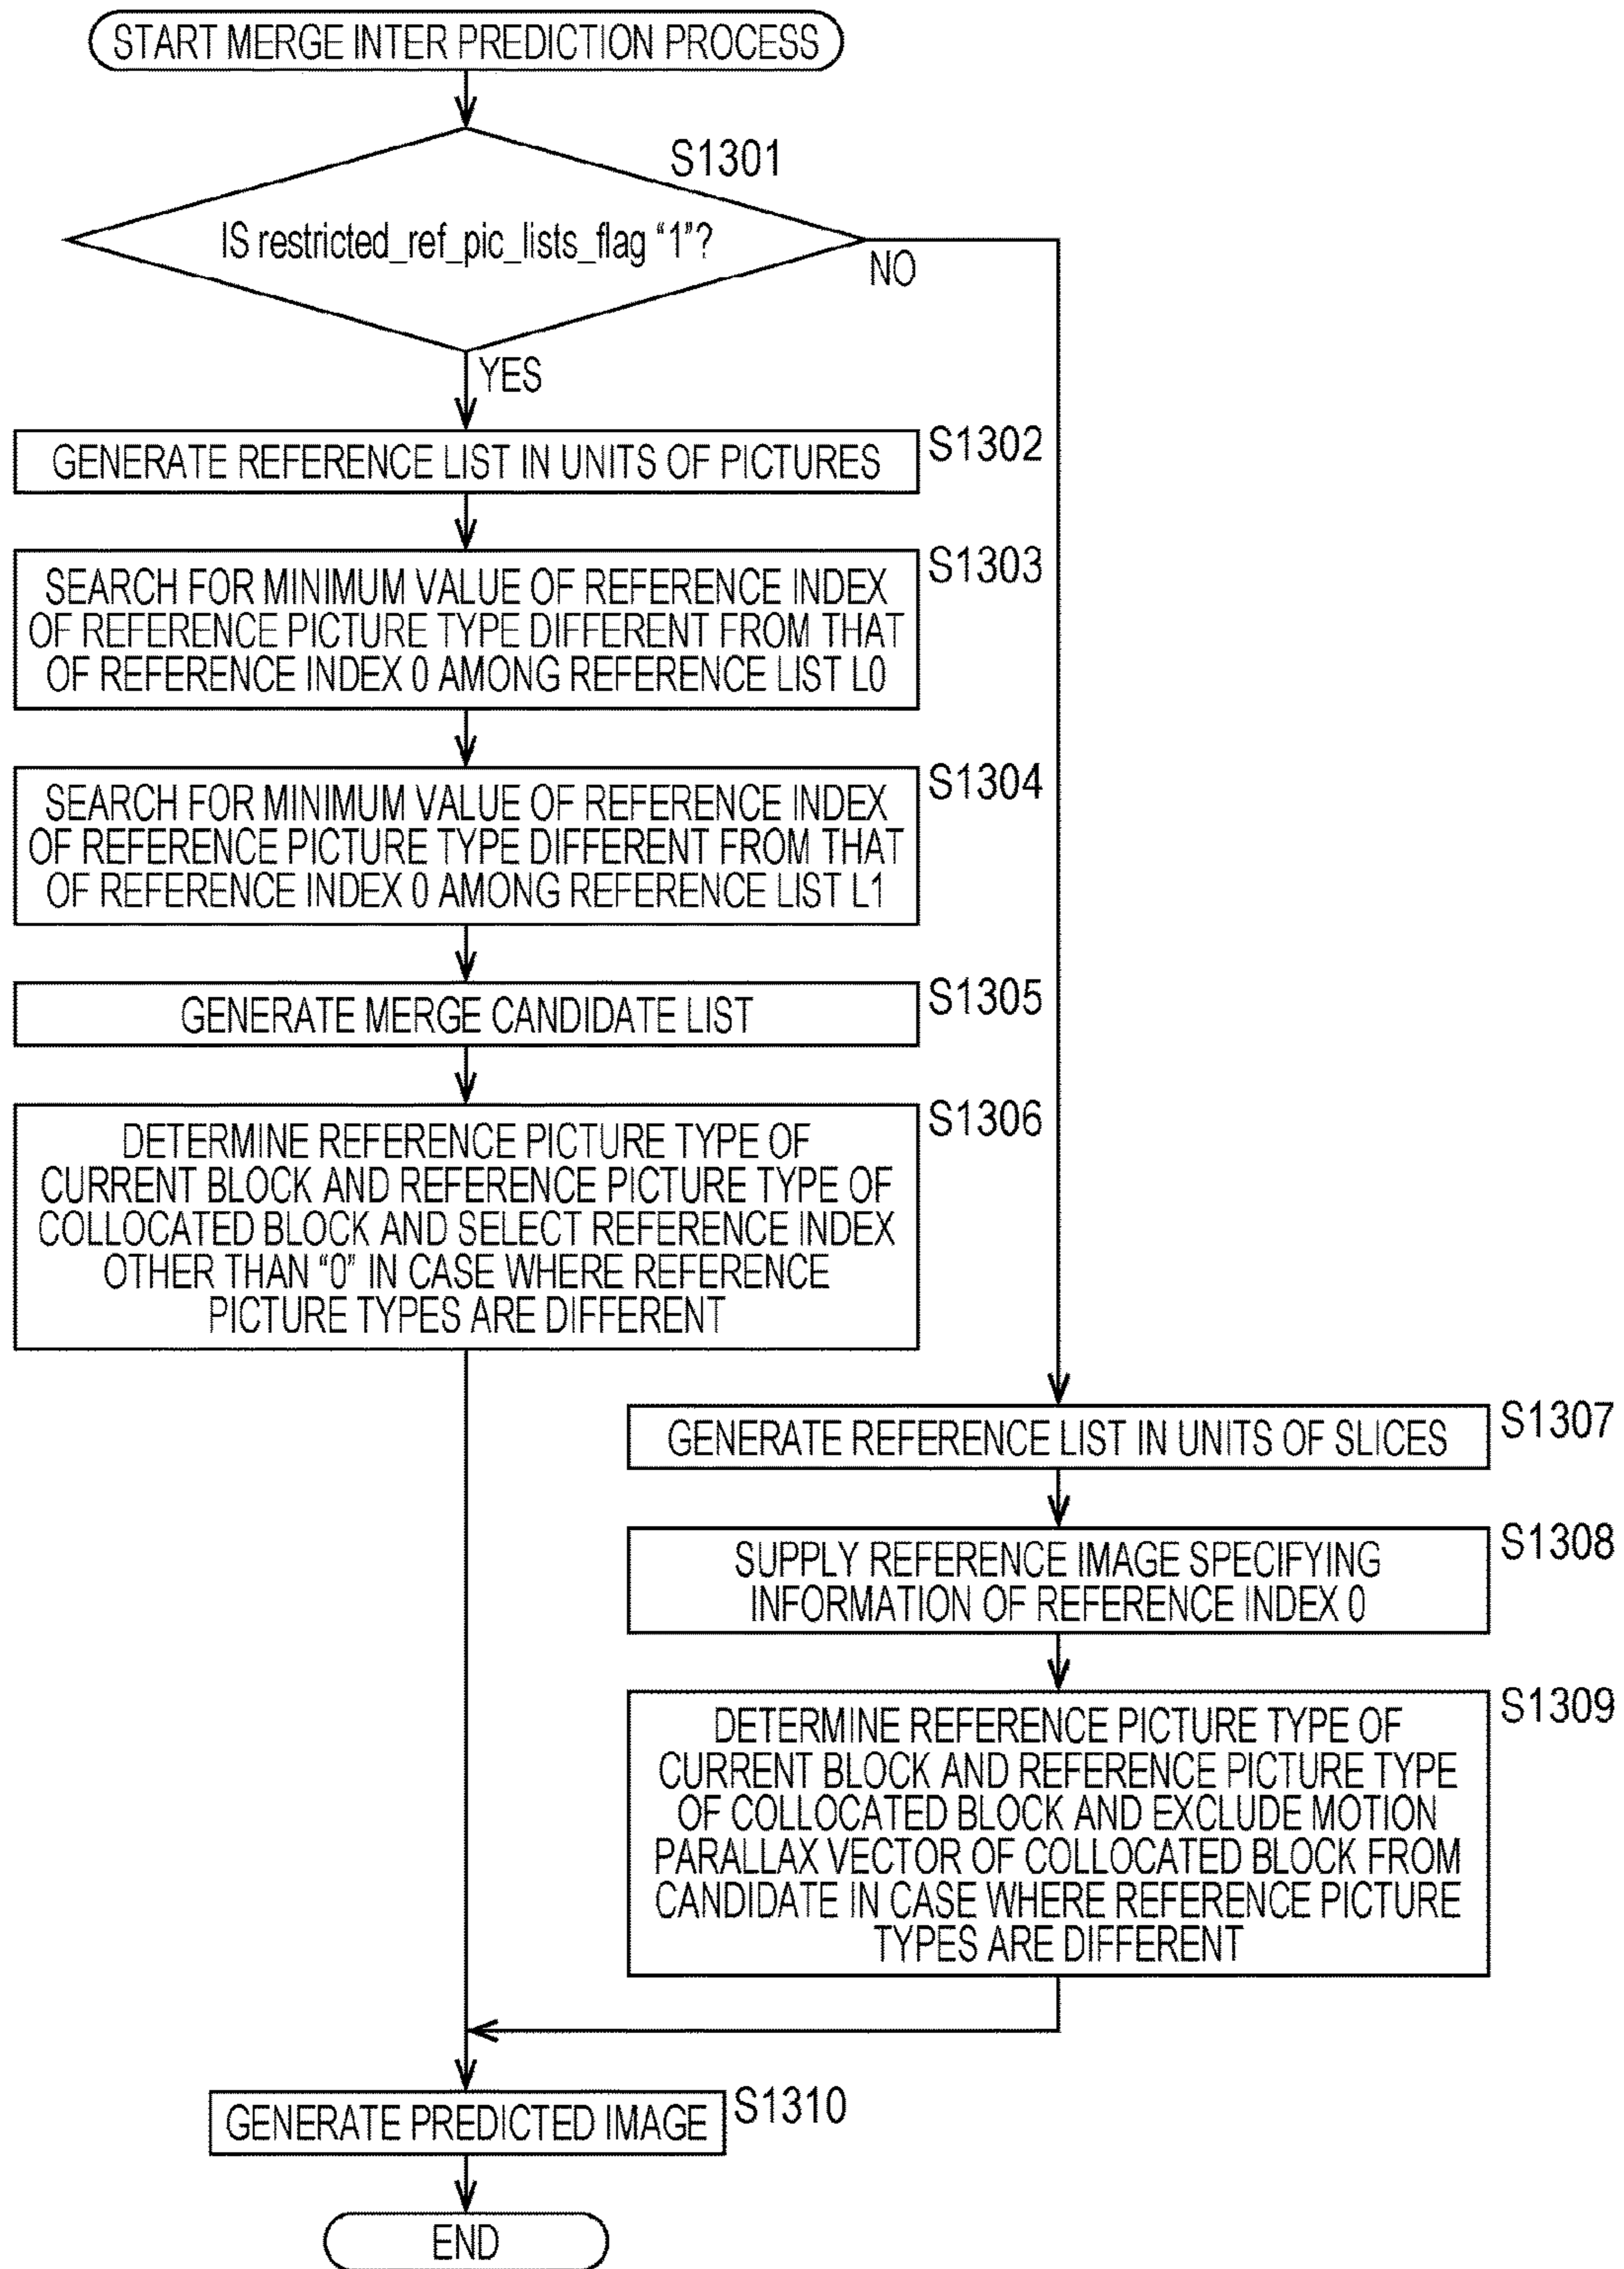 START MERGE INTER PREDICTION PROCESS
S1301
IS restricted_ref_pic_lists_flag “1”?
NO
YES
GENERATE REFERENCE LIST IN UNITS OF PICTURES
S1302
SEARCH FOR MINIMUM VALUE OF REFERENCE INDEX
OF REFERENCE PICTURE TYPE DIFFERENT FROM THAT
OF REFERENCE INDEX 0 AMONG REFERENCE LIST L0
S1303
SEARCH FOR MINIMUM VALUE OF REFERENCE INDEX
OF REFERENCE PICTURE TYPE DIFFERENT FROM THAT
OF REFERENCE INDEX 0 AMONG REFERENCE LIST L1
S1304
GENERATE MERGE CANDIDATE LIST
S1305
DETERMINE REFERENCE PICTURE TYPE OF
CURRENT BLOCK AND REFERENCE PICTURE TYPE OF
COLLOCATED BLOCK AND SELECT REFERENCE INDEX
OTHER THAN “0” IN CASE WHERE REFERENCE
PICTURE TYPES ARE DIFFERENT
S1306
GENERATE REFERENCE LIST IN UNITS OF SLICES
S1307
SUPPLY REFERENCE IMAGE SPECIFYING
INFORMATION OF REFERENCE INDEX 0
S1308
DETERMINE REFERENCE PICTURE TYPE OF
CURRENT BLOCK AND REFERENCE PICTURE TYPE
OF COLLOCATED BLOCK AND EXCLUDE MOTION
PARALLAX VECTOR OF COLLOCATED BLOCK FROM
CANDIDATE IN CASE WHERE REFERENCE PICTURE
TYPES ARE DIFFERENT
S1309
GENERATE PREDICTED IMAGE
S1310
END